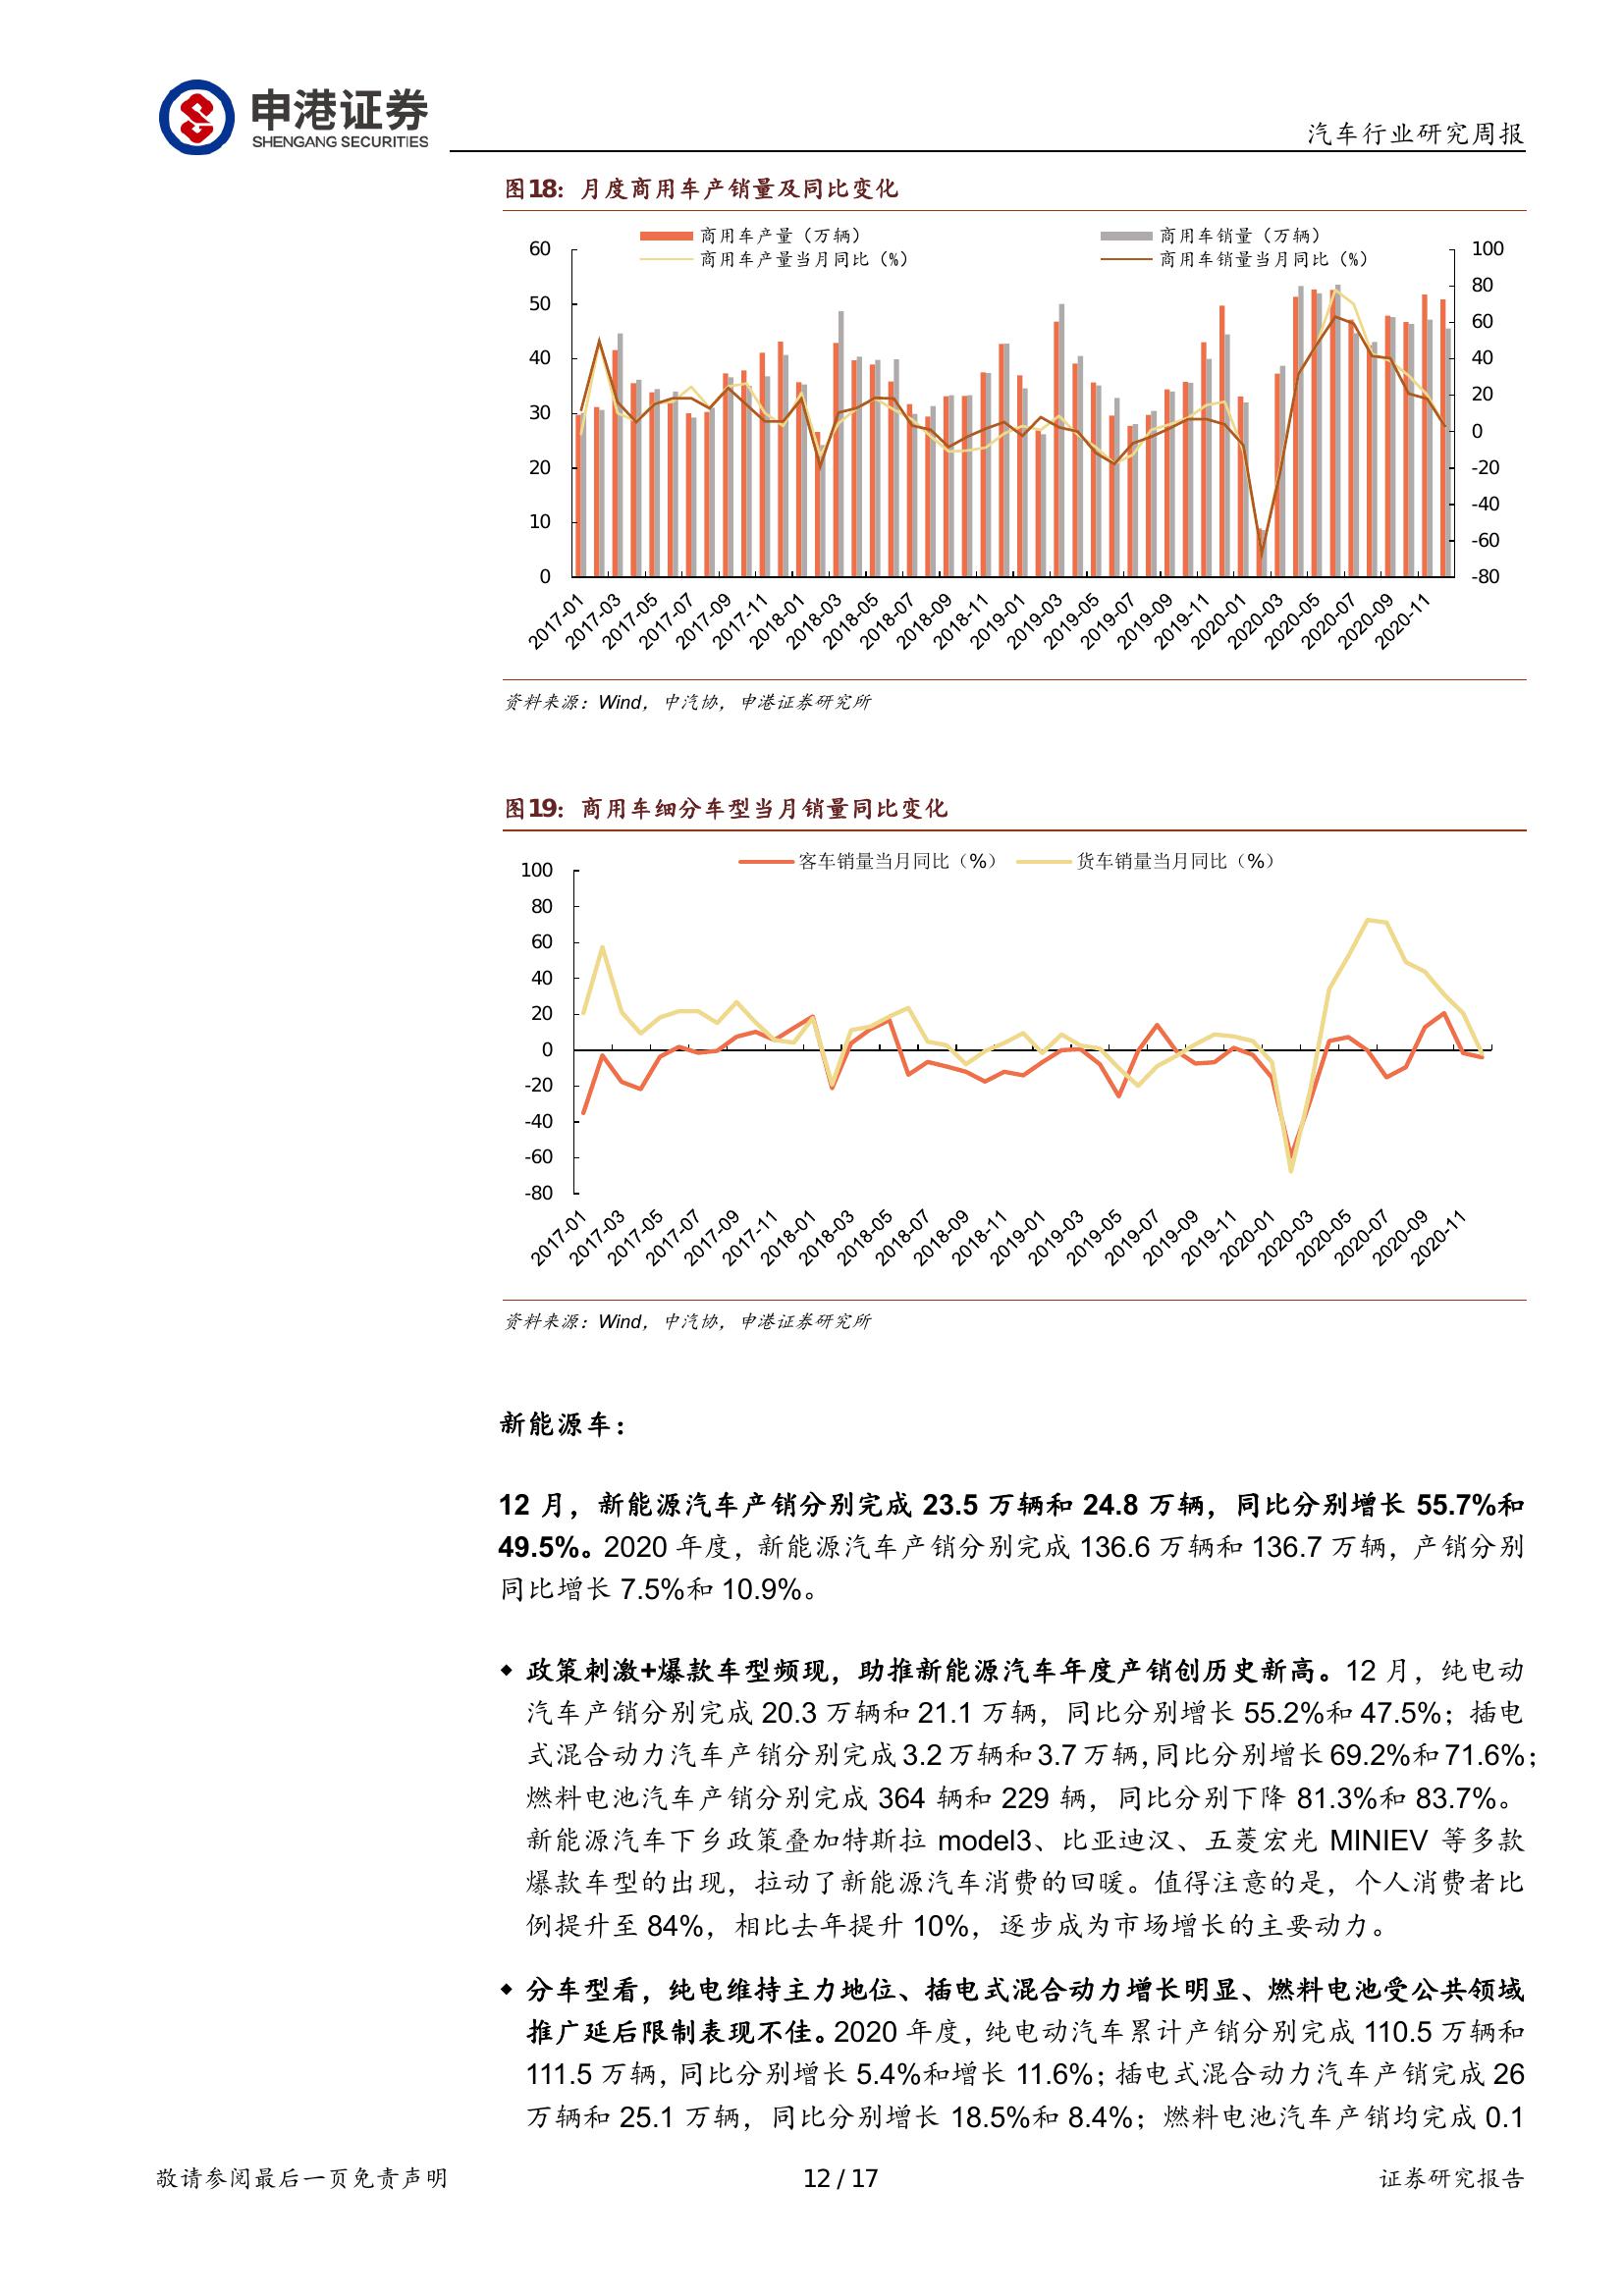 申港证券
SHENGANG SECURITIES
汽车行业研究周报
图18：月度商用车产销量及同比变化
商用车产量（万辆）
商用车销量（万辆）
商用车产量当月同比（%）
商用车销量当月同比（%）
60
50
40
30
20
10
0
100
80
60
40
20
0
-20
-40
-60
-80
2017-01
2017-03
2017-05
2017-07
2017-09
2017-11
2018-01
2018-03
2018-05
2018-07
2018-09
2018-11
2019-01
2019-03
2019-05
2019-07
2019-09
2019-11
2020-01
2020-03
2020-05
2020-07
2020-09
2020-11
资料来源：Wind，中汽协，申港证券研究所
图19：商用车细分车型当月销量同比变化
客车销量当月同比（%）
货车销量当月同比（%）
100
80
60
40
20
0
-20
-40
-60
-80
2017-01
2017-03
2017-05
2017-07
2017-09
2017-11
2018-01
2018-03
2018-05
2018-07
2018-09
2018-11
2019-01
2019-03
2019-05
2019-07
2019-09
2019-11
2020-01
2020-03
2020-05
2020-07
2020-09
2020-11
资料来源：Wind，中汽协，申港证券研究所
新能源车：
12 月，新能源汽车产销分别完成 23.5 万辆和 24.8 万辆，同比分别增长 55.7%和
49.5%。2020 年度，新能源汽车产销分别完成 136.6 万辆和 136.7 万辆，产销分别
同比增长 7.5%和 10.9%。
◆ 政策刺激+爆款车型频现，助推新能源汽车年度产销创历史新高。12 月，纯电动
汽车产销分别完成 20.3 万辆和 21.1 万辆，同比分别增长 55.2%和 47.5%；插电
式混合动力汽车产销分别完成 3.2 万辆和 3.7 万辆，同比分别增长 69.2%和 71.6%；
燃料电池汽车产销分别完成 364 辆和 229 辆，同比分别下降 81.3%和 83.7%。
新能源汽车下乡政策叠加特斯拉 model3、比亚迪汉、五菱宏光 MINIEV 等多款
爆款车型的出现，拉动了新能源汽车消费的回暖。值得注意的是，个人消费者比
例提升至 84%，相比去年提升 10%，逐步成为市场增长的主要动力。
◆ 分车型看，纯电维持主力地位、插电式混合动力增长明显、燃料电池受公共领域
推广延后限制表现不佳。2020 年度，纯电动汽车累计产销分别完成 110.5 万辆和
111.5 万辆，同比分别增长 5.4%和增长 11.6%；插电式混合动力汽车产销完成 26
万辆和 25.1 万辆，同比分别增长 18.5%和 8.4%；燃料电池汽车产销均完成 0.1
敬请参阅最后一页免责声明
12 / 17
证券研究报告